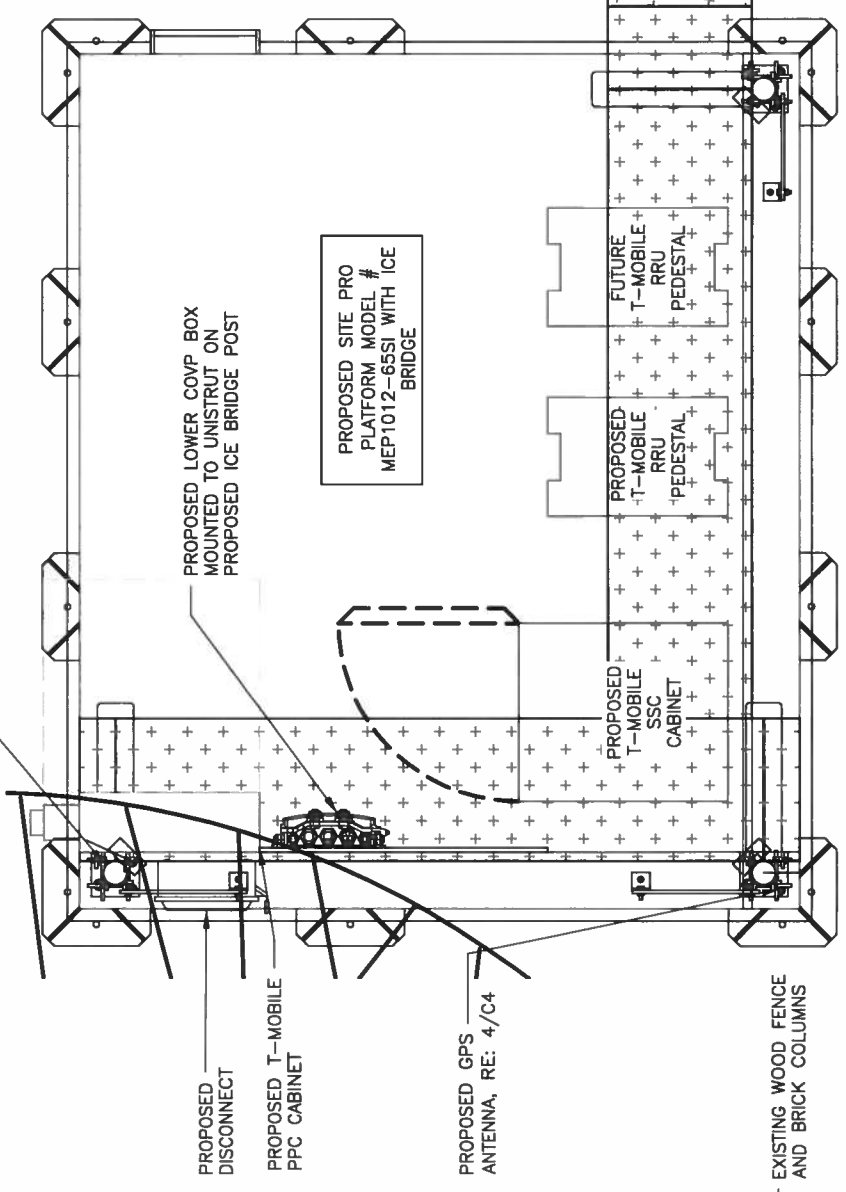 PROPOSED LOWER COVP BOX
MOUNTED TO UNISTRUT ON
PROPOSED ICE BRIDGE POST
PROPOSED SITE PRO
PLATFORM MODEL #
MEP1012-65SI WITH ICE
BRIDGE
FUTURE
T-MOBILE
RRU
PEDESTAL
PROPOSED
T-MOBILE
RRU
PEDESTAL
PROPOSED
T-MOBILE
SSC
CABINET
PROPOSED
DISCONNECT
PROPOSED T-MOBILE
PPC CABINET
PROPOSED GPS
ANTENNA, RE: 4/C4
EXISTING WOOD FENCE
AND BRICK COLUMNS